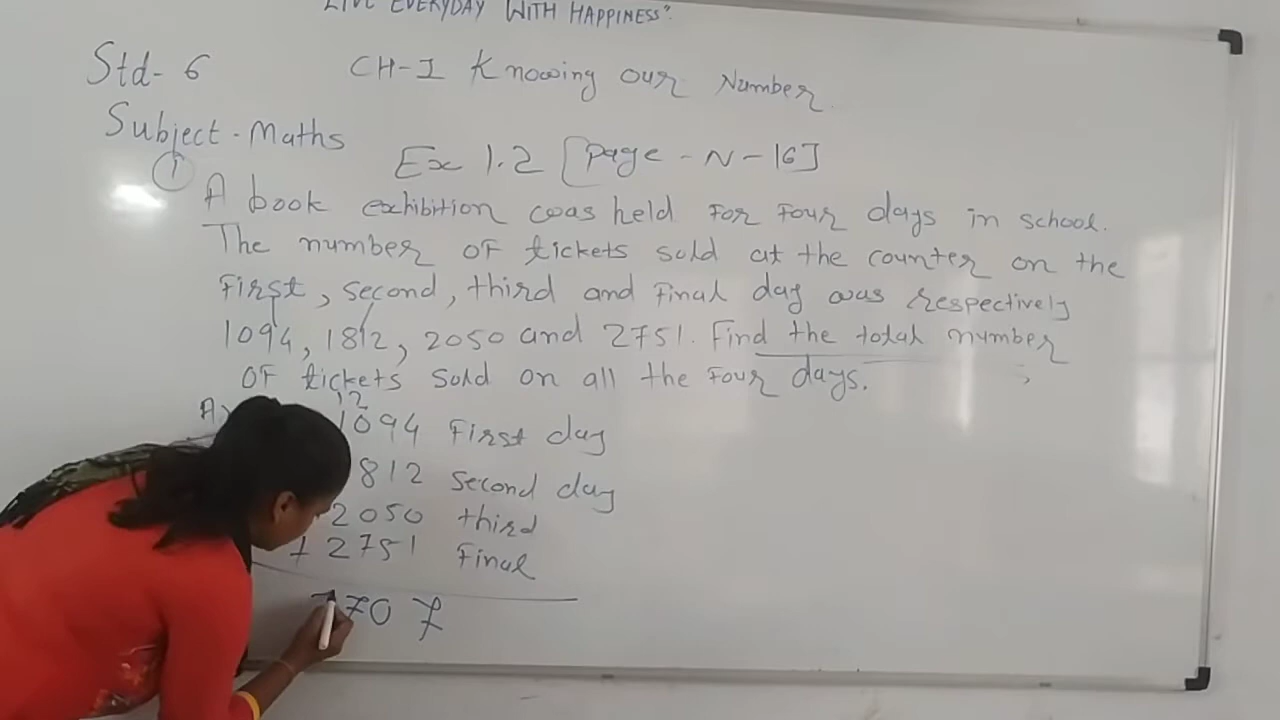 LIVE EVERYDAY WITH HAPPINESS".
Std- 6
CH-I Knowing our Number.
Subject - Maths
Ex 1.2 [Page - N - 16]
① A book exhibition was held For Four days in school.
The number OF tickets sold at the counter on the
First, second, third and Final day was respectively
1094, 1812, 2050 and 2751. Find the total number
OF tickets sold on all the Four days.
12
1094 First day
812 second day
2050 third
+ 2751 Final
7707